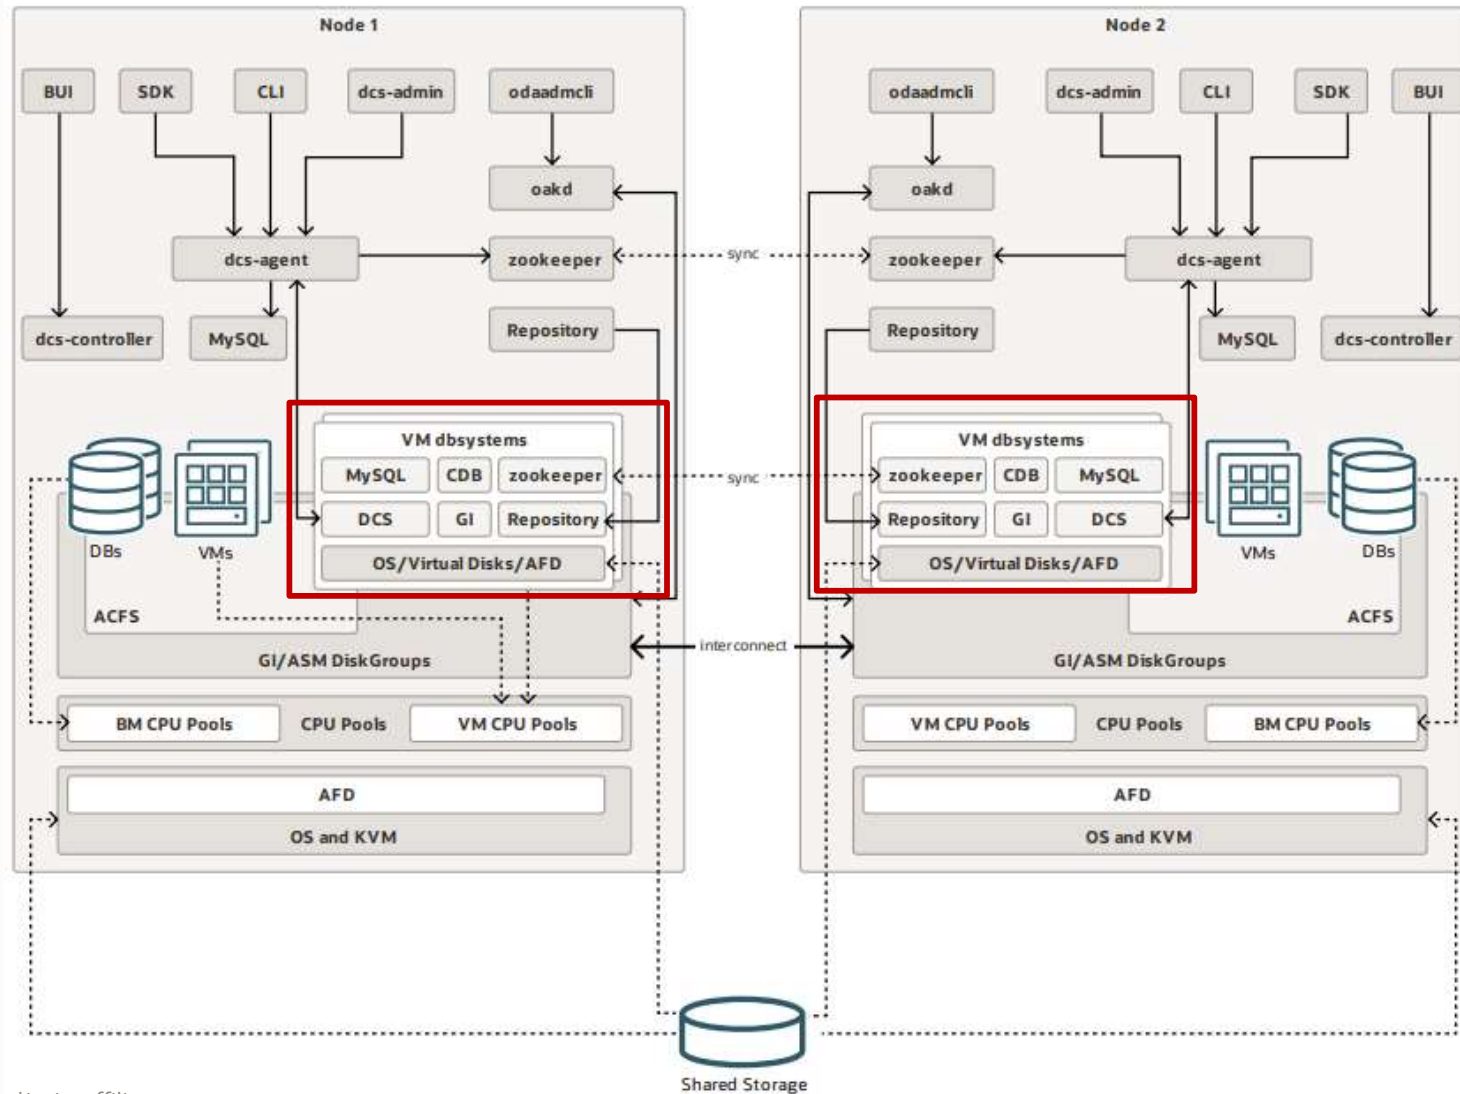 Node 1
BUI
SDK
CLI
dcs-admin
odaadmcli
oakd
dcs-agent
zookeeper
dcs-controller
MySQL
Repository
VM dbsystems
MySQL
CDB
zookeeper
DCS
GI
Repository
OS/Virtual Disks/AFD
DBs
VMs
ACFS
GI/ASM DiskGroups
BM CPU Pools
CPU Pools
VM CPU Pools
AFD
OS and KVM
sync
sync
interconnect
Node 2
odaadmcli
dcs-admin
CLI
SDK
BUI
oakd
zookeeper
dcs-agent
Repository
MySQL
dcs-controller
VM dbsystems
zookeeper
CDB
MySQL
Repository
GI
DCS
OS/Virtual Disks/AFD
VMs
DBs
ACFS
GI/ASM DiskGroups
VM CPU Pools
CPU Pools
BM CPU Pools
AFD
OS and KVM
Shared Storage